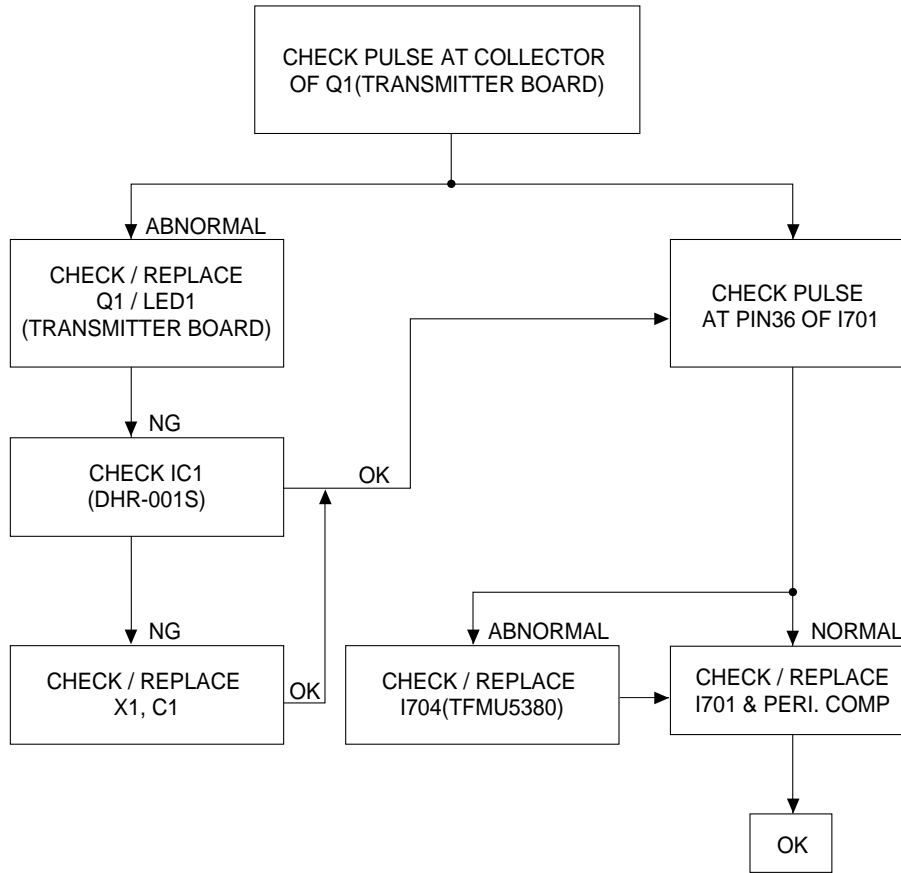 CHECK PULSE AT COLLECTOR
OF Q1(TRANSMITTER BOARD)
ABNORMAL
CHECK / REPLACE
Q1 / LED1
(TRANSMITTER BOARD)
CHECK PULSE
AT PIN36 OF I701
NG
CHECK IC1
(DHR-001S)
OK
NG
CHECK / REPLACE
X1, C1
OK
ABNORMAL
CHECK / REPLACE
I704(TFMU5380)
NORMAL
CHECK / REPLACE
I701 & PERI. COMP
OK